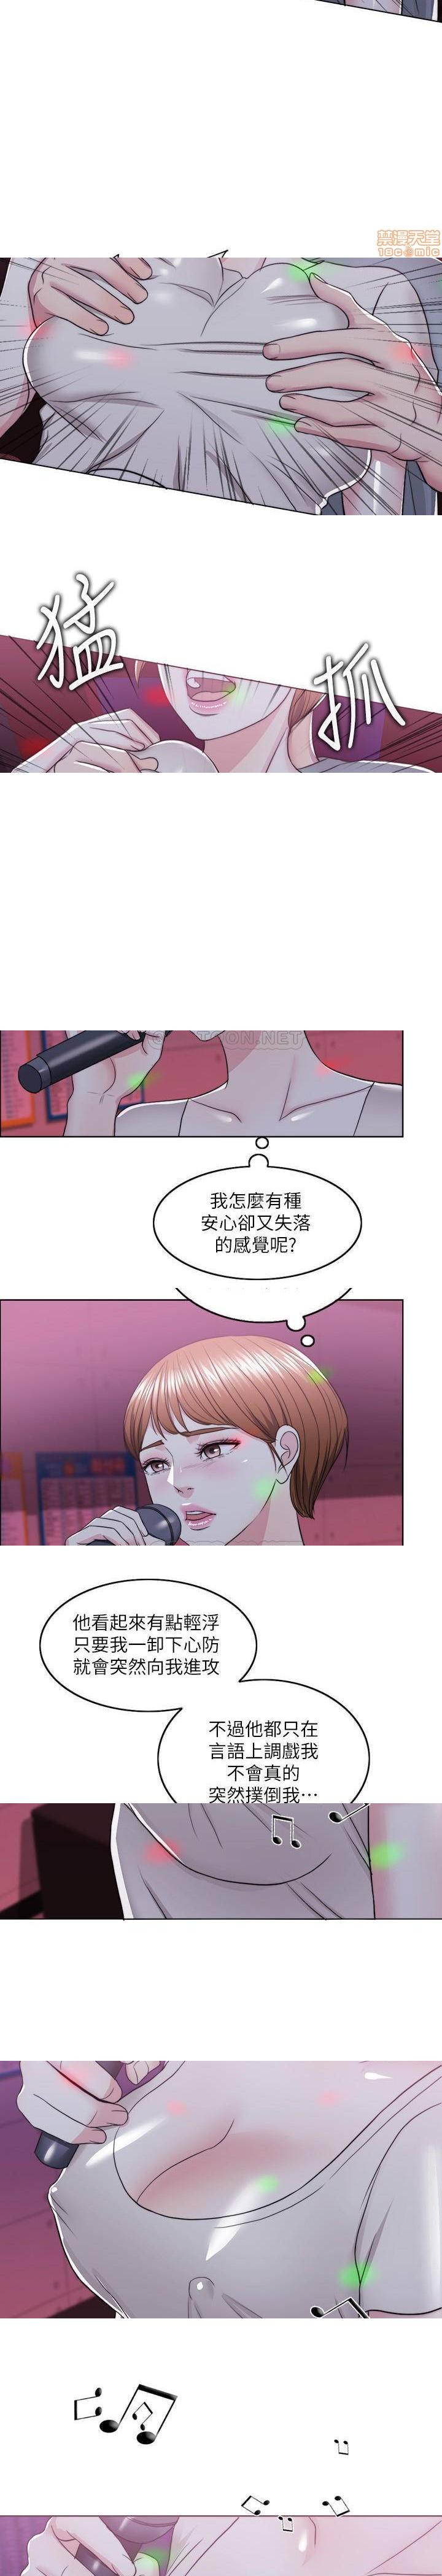 禁漫天堂
18comic
猛
抓
TOON.NET
我怎麼有種
安心卻又失落
的感覺呢?
他看起來有點輕浮
只要我一卸下心防
就會突然向我進攻
不過他都只在
言語上調戲我
不會真的
突然撲倒我…